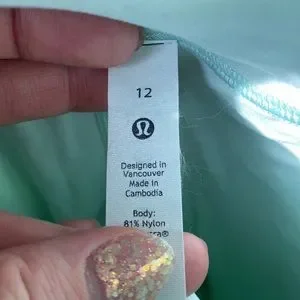 12
Designed in
Vancouver
Made in
Cambodia
Body:
81% Nylon